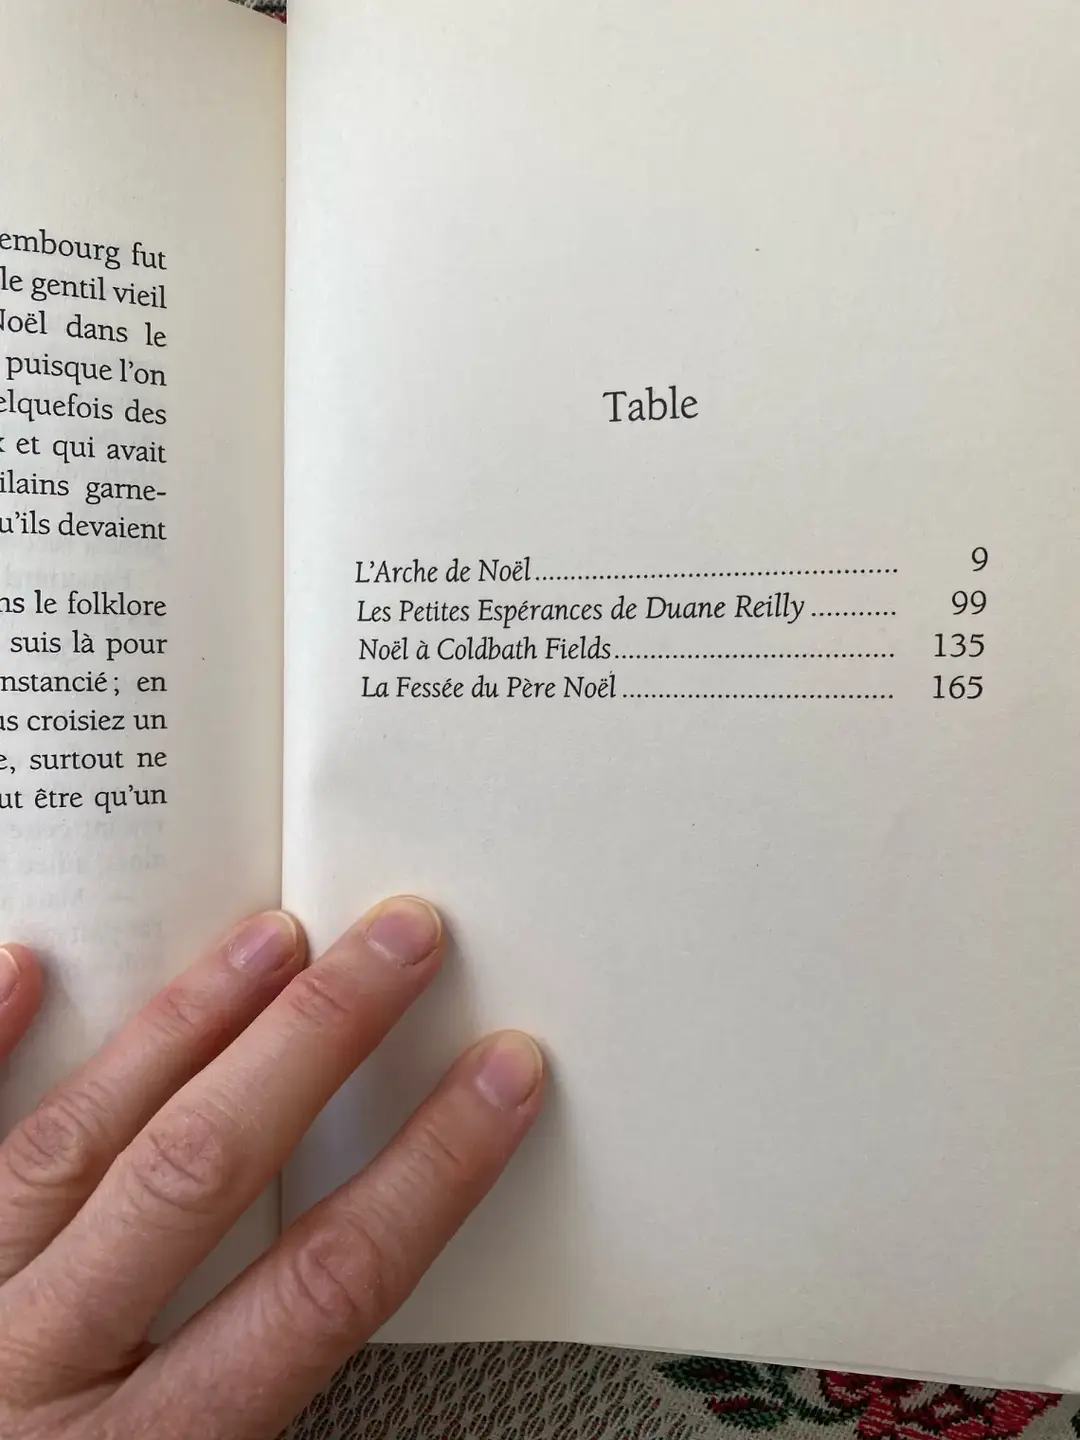 embourg fut
le gentil vieil
Noël dans le
puisque l'on
elquefois des
et qui avait
ilains garne-
u'ils devaient
ns le folklore
suis là pour
nstancié; en
us croisiez un
e, surtout ne
ut être qu'un
Table
L'Arche de Noël.......................................................... 9
Les Petites Espérances de Duane Reilly ........... 99
Noël à Coldbath Fields....................................... 135
La Fessée du Père Noël ...................................... 165